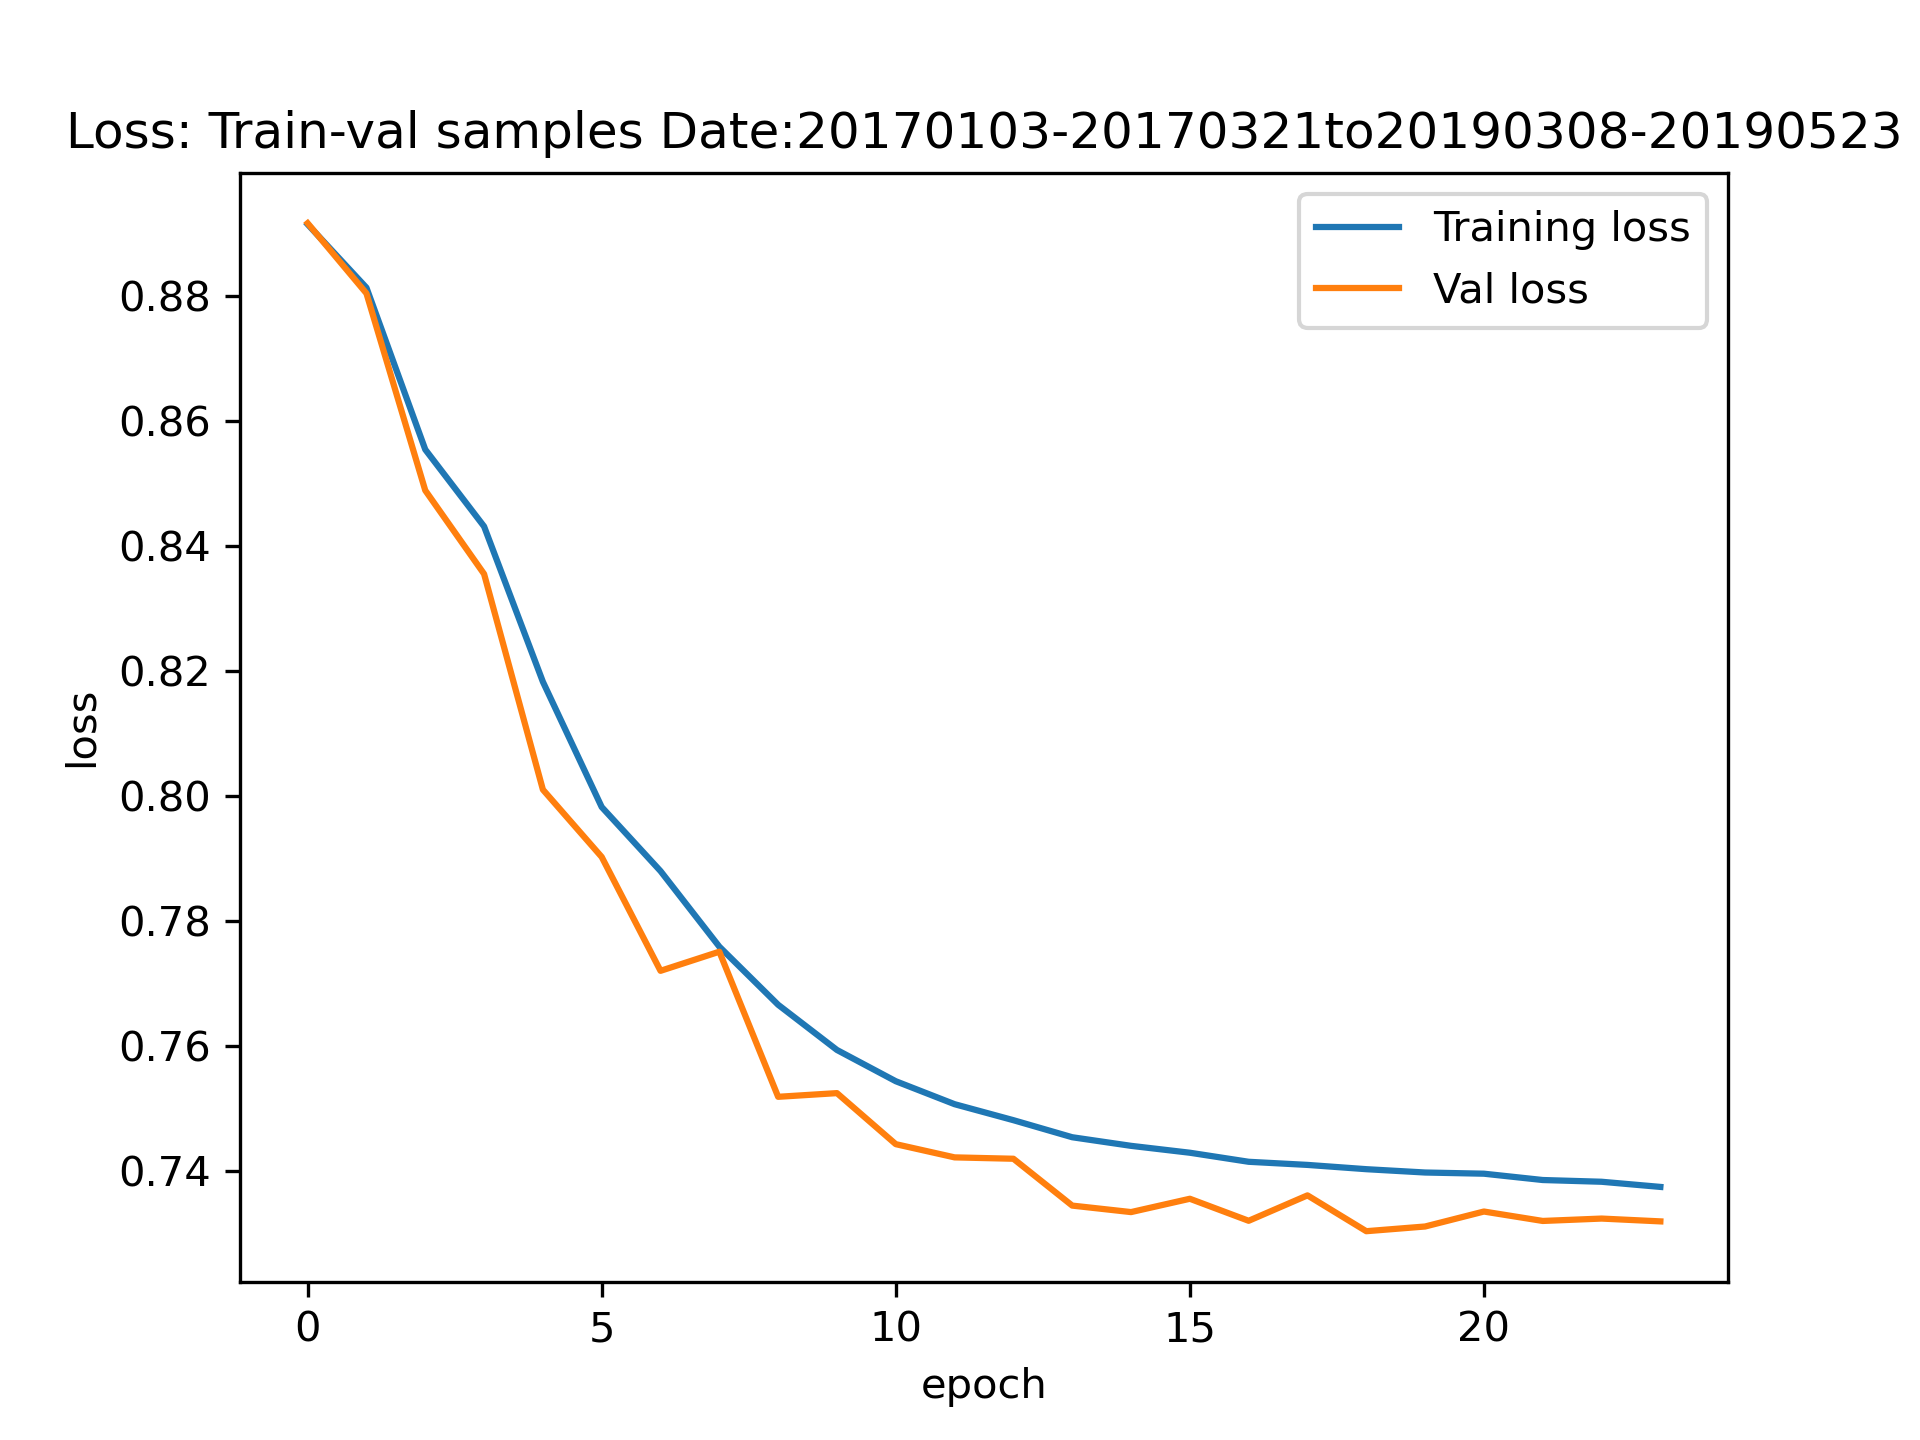 Loss: Train-val samples Date:20170103-20170321to20190308-20190523
Training loss
Val loss
0.88
0.86
0.84
0.82
0.80
0.78
0.76
0.74
loss
0 5 10 15 20
epoch